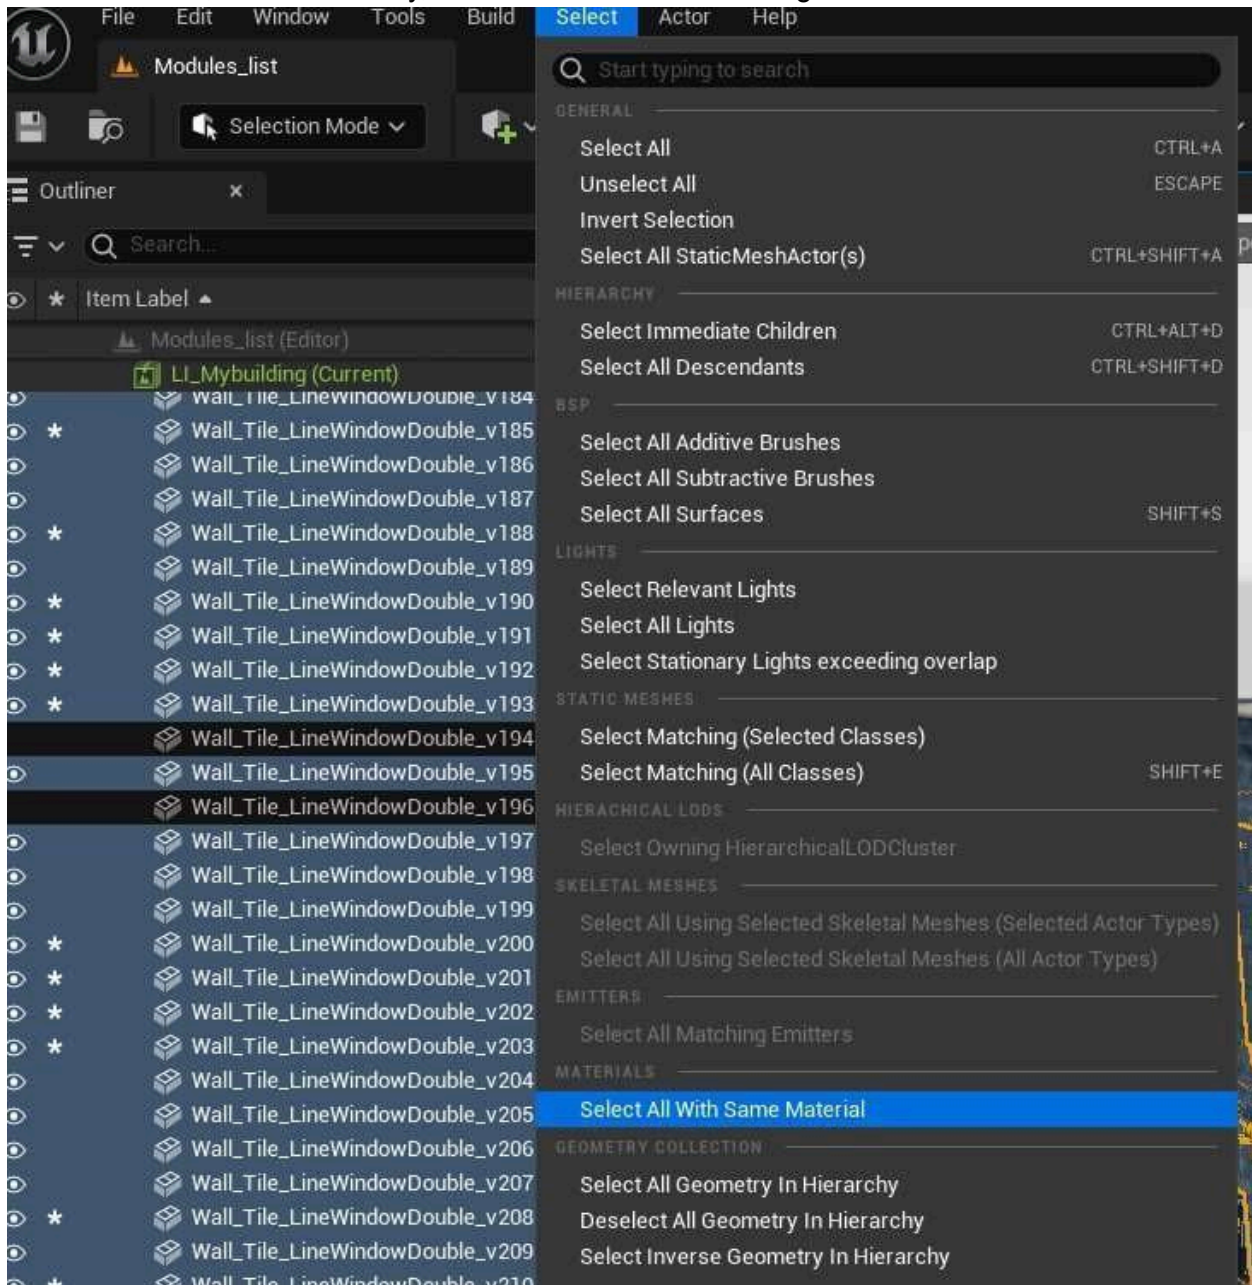 File Edit Window Tools Build Select Actor Help
Modules_list
Start typing to search
Selection Mode
GENERAL
Select All CTRL+A
Unselect All ESCAPE
Invert Selection
Select All StaticMeshActor(s) CTRL+SHIFT+A
HIERARCHY
Select Immediate Children CTRL+ALT+D
Select All Descendants CTRL+SHIFT+D
BSP
Select All Additive Brushes
Select All Subtractive Brushes
Select All Surfaces SHIFT+S
LIGHTS
Select Relevant Lights
Select All Lights
Select Stationary Lights exceeding overlap
STATIC MESHES
Select Matching (Selected Classes)
Select Matching (All Classes) SHIFT+E
HIERACHICAL LODS
Select Owning HierarchicalLODCluster
SKELETAL MESHES
Select All Using Selected Skeletal Meshes (Selected Actor Types)
Select All Using Selected Skeletal Meshes (All Actor Types)
EMITTERS
Select All Matching Emitters
MATERIALS
Select All With Same Material
GEOMETRY COLLECTION
Select All Geometry In Hierarchy
Deselect All Geometry In Hierarchy
Select Inverse Geometry In Hierarchy
Outliner
Search...
Item Label
Modules_list (Editor)
LI_Mybuilding (Current)
Wall_Tile_LineWindowDouble_v184
Wall_Tile_LineWindowDouble_v185
Wall_Tile_LineWindowDouble_v186
Wall_Tile_LineWindowDouble_v187
Wall_Tile_LineWindowDouble_v188
Wall_Tile_LineWindowDouble_v189
Wall_Tile_LineWindowDouble_v190
Wall_Tile_LineWindowDouble_v191
Wall_Tile_LineWindowDouble_v192
Wall_Tile_LineWindowDouble_v193
Wall_Tile_LineWindowDouble_v194
Wall_Tile_LineWindowDouble_v195
Wall_Tile_LineWindowDouble_v196
Wall_Tile_LineWindowDouble_v197
Wall_Tile_LineWindowDouble_v198
Wall_Tile_LineWindowDouble_v199
Wall_Tile_LineWindowDouble_v200
Wall_Tile_LineWindowDouble_v201
Wall_Tile_LineWindowDouble_v202
Wall_Tile_LineWindowDouble_v203
Wall_Tile_LineWindowDouble_v204
Wall_Tile_LineWindowDouble_v205
Wall_Tile_LineWindowDouble_v206
Wall_Tile_LineWindowDouble_v207
Wall_Tile_LineWindowDouble_v208
Wall_Tile_LineWindowDouble_v209
Wall_Tile_LineWindowDouble_v210